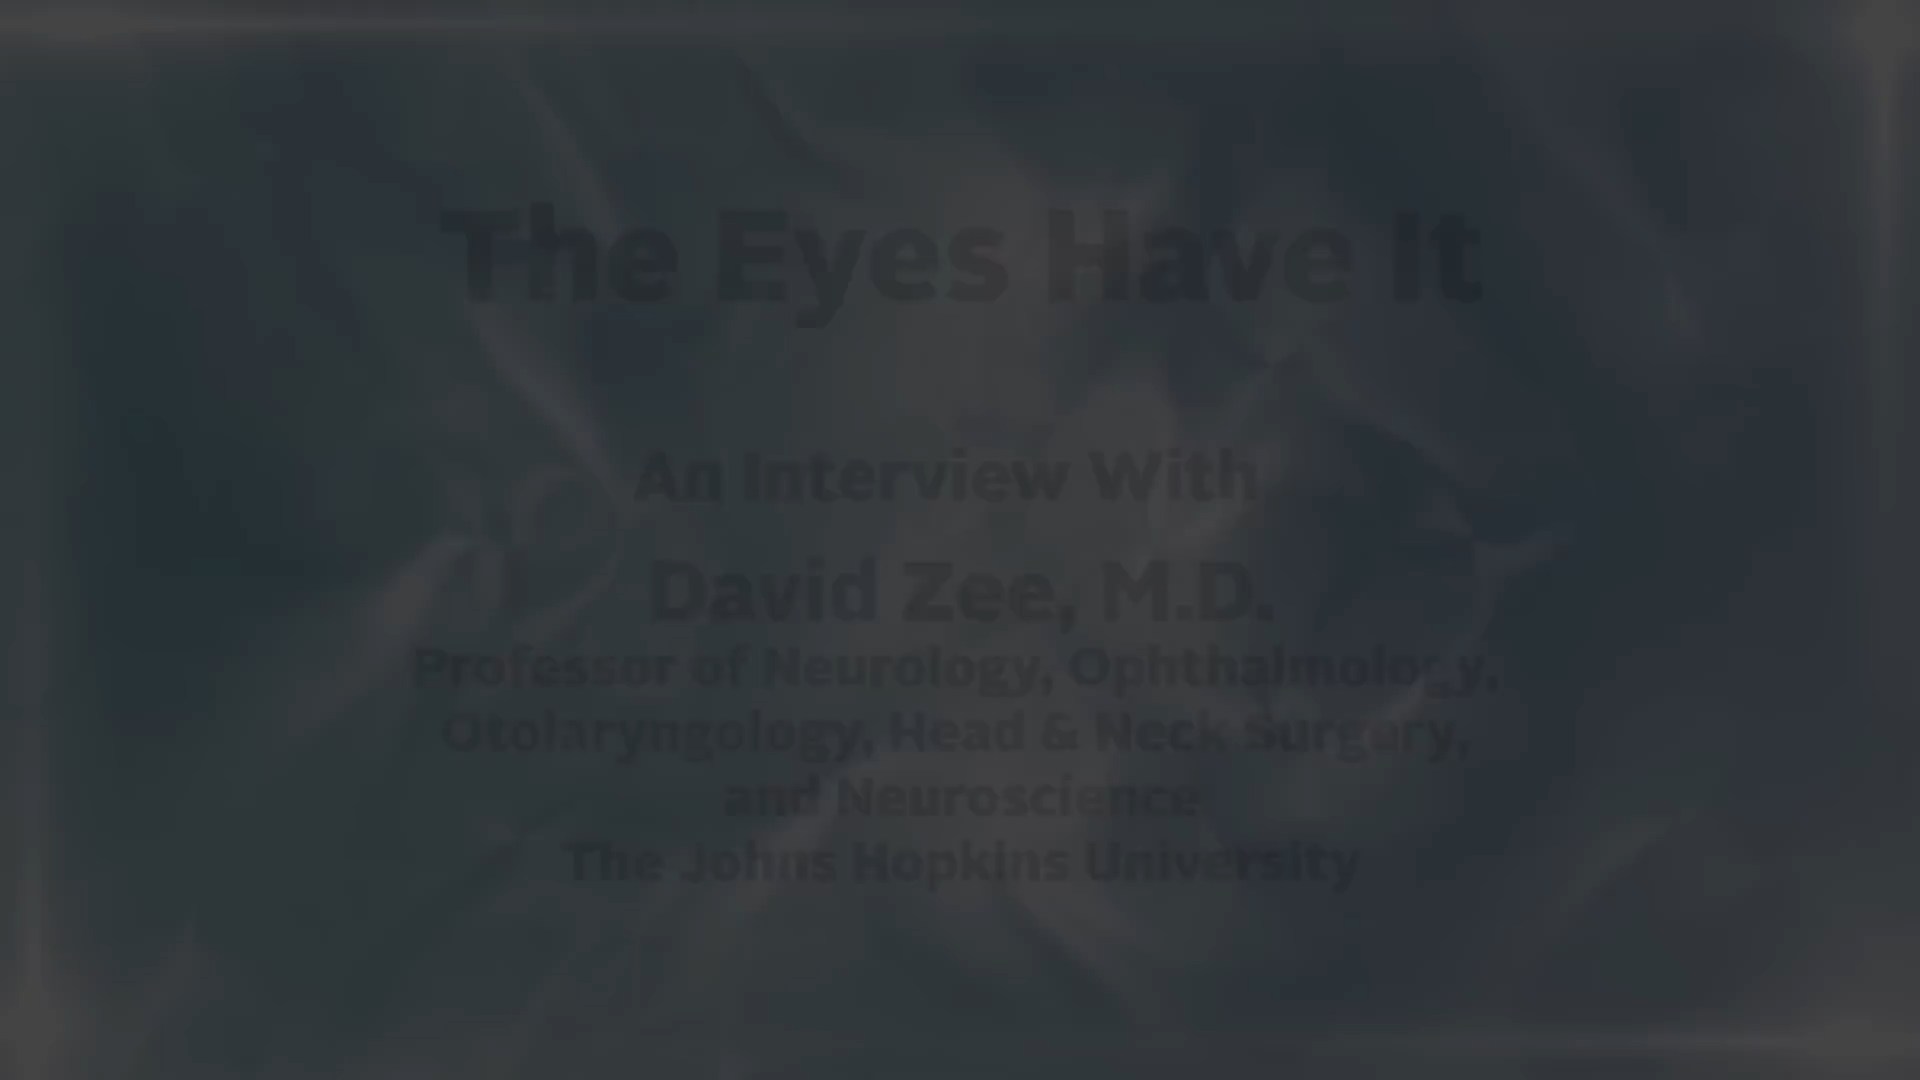 The Eyes Have It
An Interview With
David Zee, M.D.
Professor of Neurology, Ophthalmology,
Otolaryngology, Head & Neck Surgery,
and Neuroscience
The Johns Hopkins University